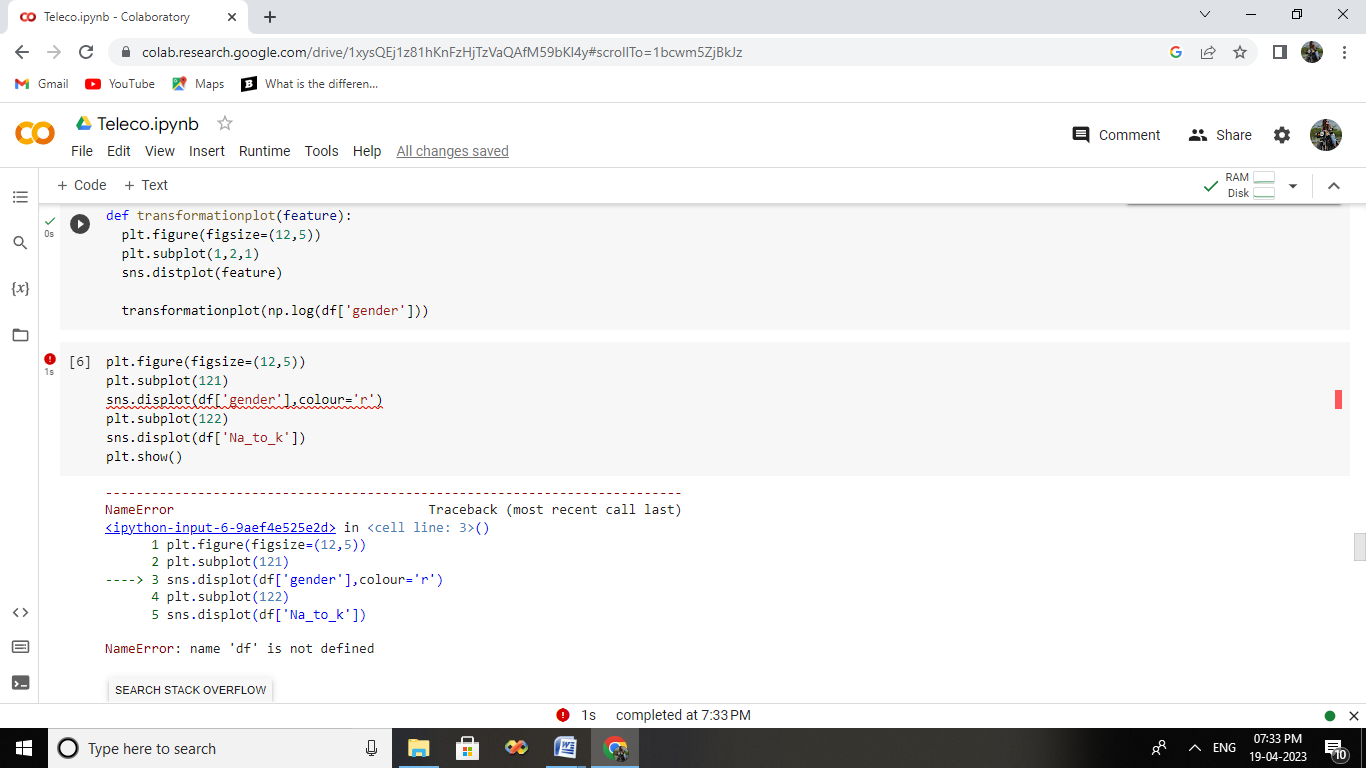 Teleco.ipynb - Colaboratory
colab.research.google.com/drive/1xysQEj1z81hKnFzHjTzVaQAfM59bKl4y#scrollTo=1bcwm5ZjBkJz
Gmail YouTube Maps What is the differen...
Teleco.ipynb
Comment Share
File Edit View Insert Runtime Tools Help All changes saved
+ Code + Text
RAM
Disk
0s
def transformationplot(feature):
plt.figure(figsize=(12,5))
plt.subplot(1,2,1)
sns.distplot(feature)
{x}
transformationplot(np.log(df['gender']))
1s
[6] plt.figure(figsize=(12,5))
plt.subplot(121)
sns.displot(df['gender'],colour='r')
plt.subplot(122)
sns.displot(df['Na_to_k'])
plt.show()
---------------------------------------------------------------------------
NameError Traceback (most recent call last)
<ipython-input-6-9aef4e525e2d> in <cell line: 3>()
1 plt.figure(figsize=(12,5))
2 plt.subplot(121)
----> 3 sns.displot(df['gender'],colour='r')
4 plt.subplot(122)
5 sns.displot(df['Na_to_k'])
NameError: name 'df' is not defined
SEARCH STACK OVERFLOW
1s completed at 7:33 PM
Type here to search
ENG
07:33 PM
19-04-2023
10